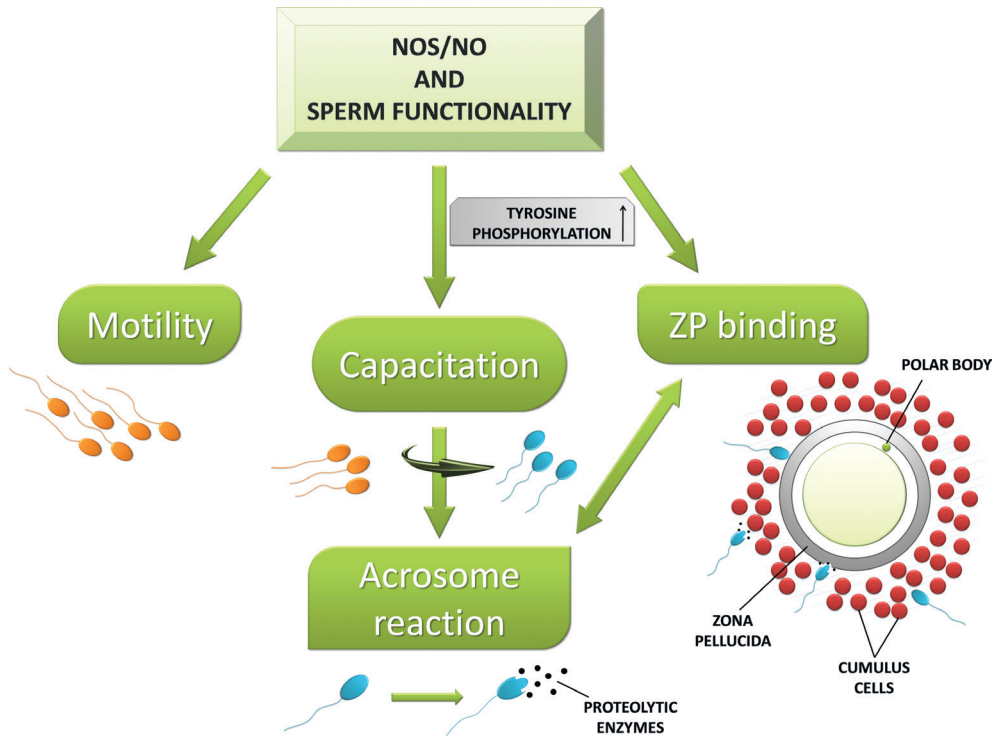 NOS/NO
AND
SPERM FUNCTIONALITY
TYROSINE
PHOSPHORYLATION
Motility
Capacitation
ZP binding
POLAR BODY
Acrosome
reaction
ZONA
PELLUCIDA
CUMULUS
CELLS
PROTEOLYTIC
ENZYMES